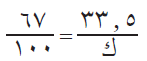 ٦٧ / ١٠٠ = ٣٣,٥ / ك